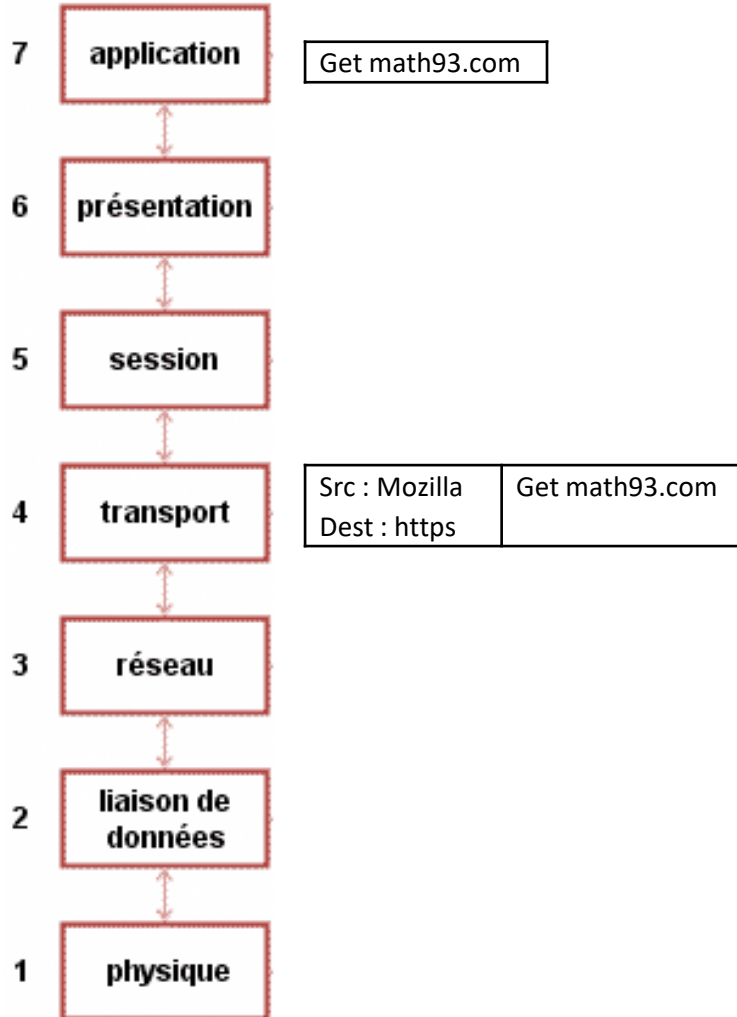 7 application Get math93.com
6 présentation
5 session
4 transport
Src : Mozilla Get math93.com
Dest : https
3 réseau
2 liaison de
données
1 physique